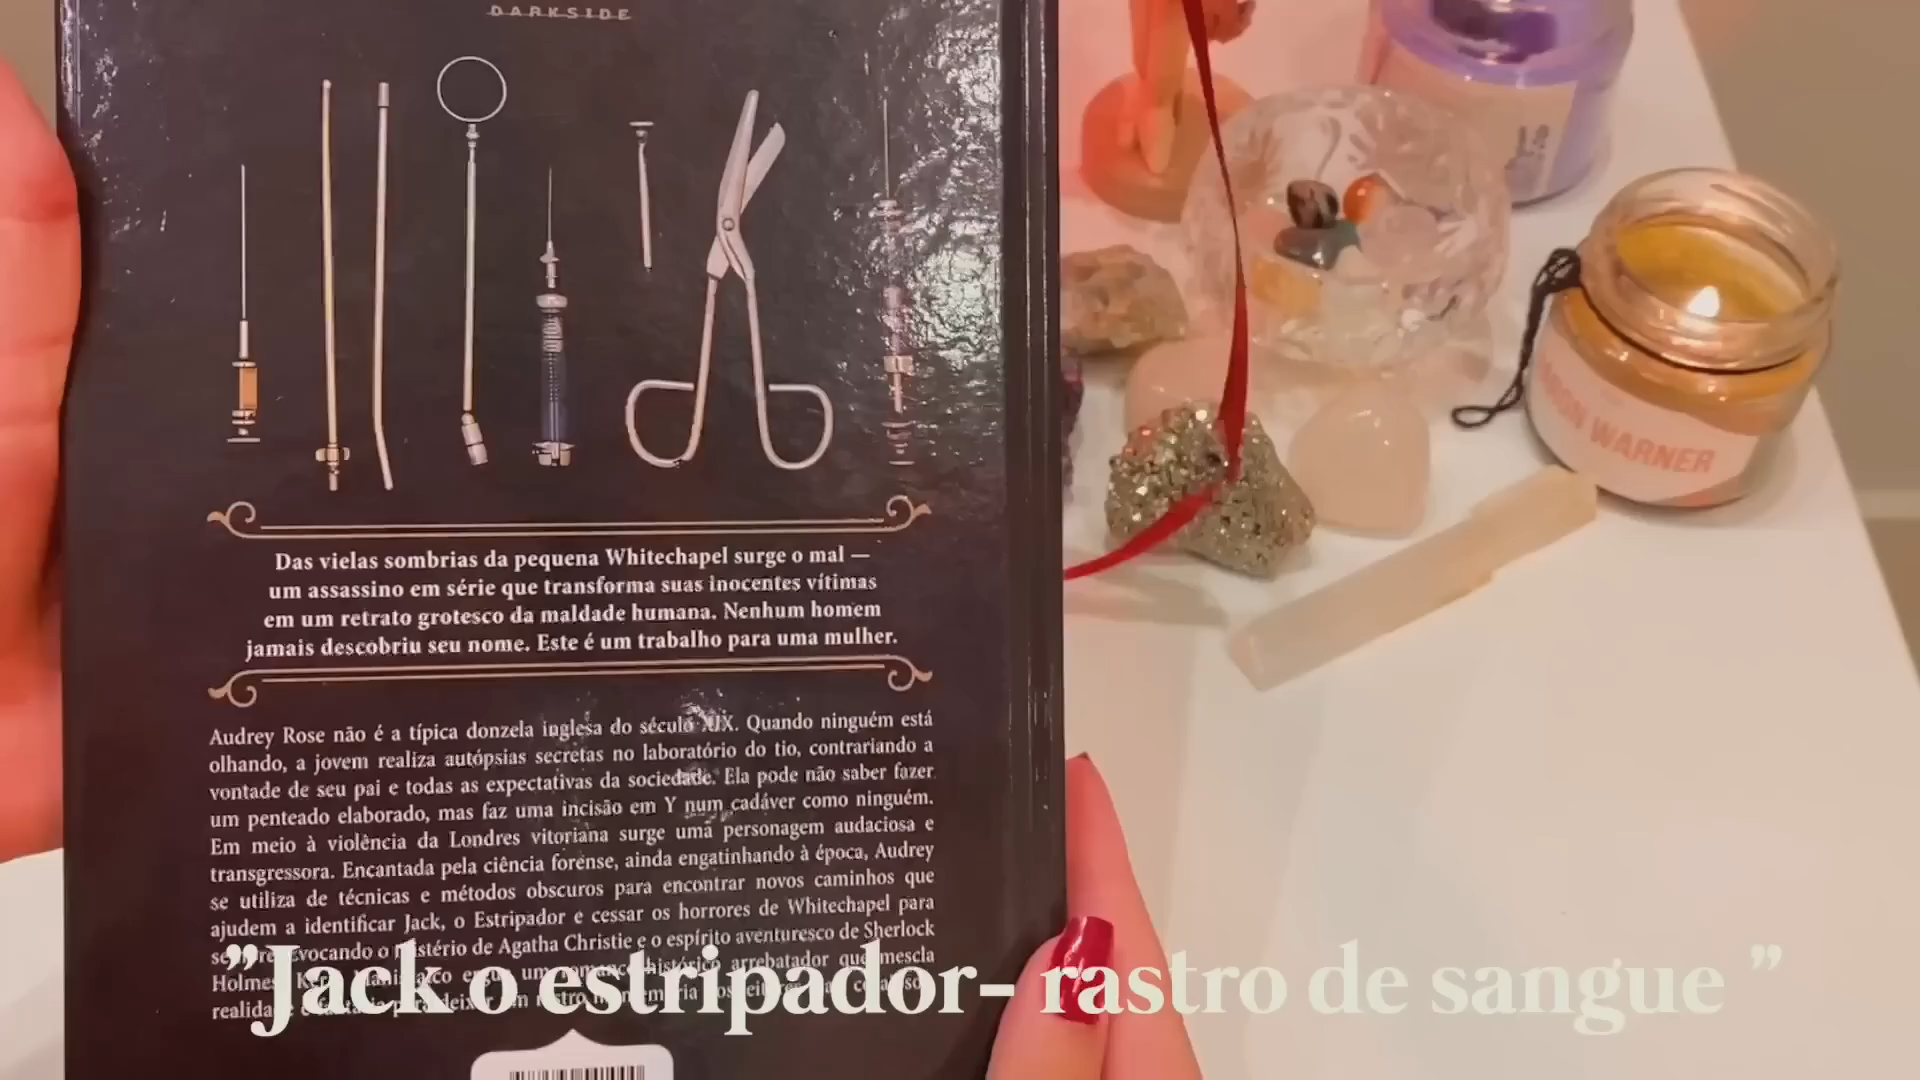 DARKSIDE
Das vielas sombrias da pequena Whitechapel surge o mal —
um assassino em série que transforma suas inocentes vítimas
em um retrato grotesco da maldade humana. Nenhum homem
jamais descobriu seu nome. Este é um trabalho para uma mulher.
Audrey Rose não é a típica donzela inglesa do século XIX. Quando ninguém está
olhando, a jovem realiza autópsias secretas no laboratório do tio, contrariando a
vontade de seu pai e todas as expectativas da sociedade. Ela pode não saber fazer
um penteado elaborado, mas faz uma incisão em Y num cadáver como ninguém.
Em meio à violência da Londres vitoriana surge uma personagem audaciosa e
transgressora. Encantada pela ciência forense, ainda engatinhando à época, Audrey
se utiliza de técnicas e métodos obscuros para encontrar novos caminhos que
ajudem a identificar Jack, o Estripador e cessar os horrores de Whitechapel para
mistério de Agatha Christie e o espírito aventuresco de Sherlock
Holmes um romance histórico arrebatador que mescla
realidade
"Jack o estripador- rastro de sangue "
WARNER